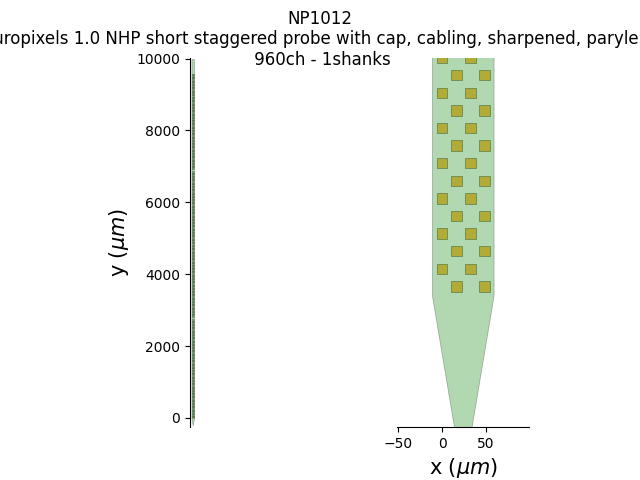 NP1012
uropixels 1.0 NHP short staggered probe with cap, cabling, sharpened, paryle
960ch - 1shanks
10000
8000
6000
4000
2000
0
y (μm)
−50 0 50
x (μm)